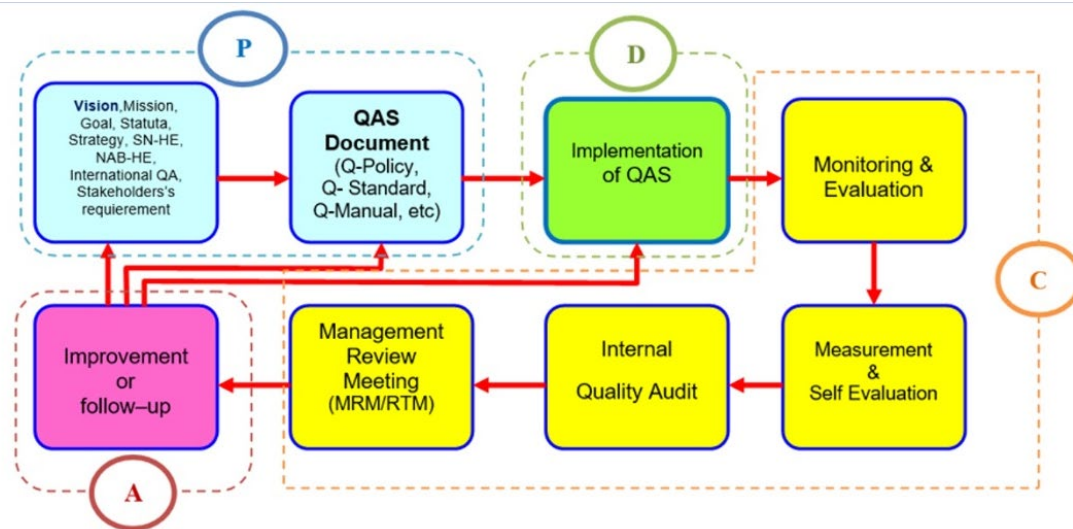 P
D
Vision,Mission,
Goal, Statuta,
Strategy, SN-HE,
NAB-HE,
International QA,
Stakeholders's
requierement
QAS
Document
(Q-Policy,
Q- Standard,
Q-Manual, etc)
Implementation
of QAS
Monitoring &
Evaluation
C
Improvement
or
follow–up
Management
Review
Meeting
(MRM/RTM)
Internal
Quality Audit
Measurement
&
Self Evaluation
A